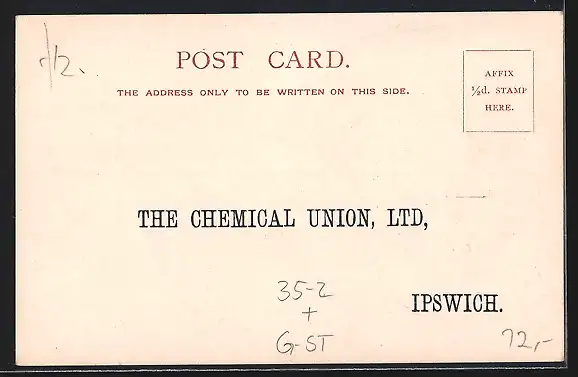 /2.
POST CARD.
THE ADDRESS ONLY TO BE WRITTEN ON THIS SIDE.
AFFIX
½d. STAMP
HERE.
THE CHEMICAL UNION, LTD,
IPSWICH.
35-2
+
G-ST
72,-